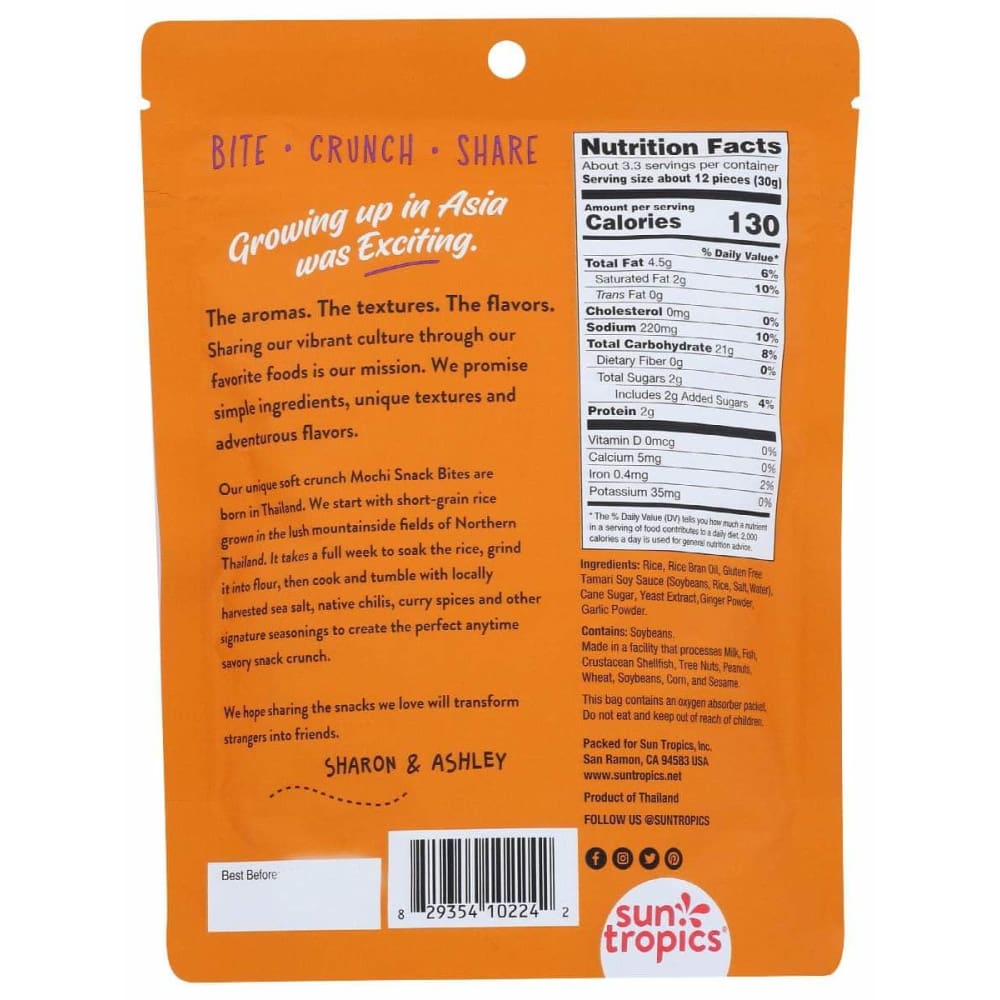 BITE • CRUNCH • SHARE
Growing up in Asia
was Exciting.
The aromas. The textures. The flavors.
Sharing our vibrant culture through our
favorite foods is our mission. We promise
simple ingredients, unique textures and
adventurous flavors.
Our unique soft crunch Mochi Snack Bites are
born in Thailand. We start with short-grain rice
grown in the lush mountainside fields of Northern
Thailand. It takes a full week to soak the rice, grind
it into flour, then cook and tumble with locally
harvested sea salt, native chilis, curry spices and other
signature seasonings to create the perfect anytime
savory snack crunch.
We hope sharing the snacks we love will transform
strangers into friends.
SHARON & ASHLEY
Best Before:
8 29354 10224 2
Nutrition Facts
About 3.3 servings per container
Serving size about 12 pieces (30g)
Amount per serving
Calories 130
% Daily Value*
Total Fat 4.5g 6%
Saturated Fat 2g 10%
Trans Fat 0g
Cholesterol 0mg 0%
Sodium 220mg 10%
Total Carbohydrate 21g 8%
Dietary Fiber 0g 0%
Total Sugars 2g
Includes 2g Added Sugars 4%
Protein 2g
Vitamin D 0mcg 0%
Calcium 5mg 0%
Iron 0.4mg 2%
Potassium 35mg 0%
* The % Daily Value (DV) tells you how much a nutrient
in a serving of food contributes to a daily diet. 2,000
calories a day is used for general nutrition advice.
Ingredients: Rice, Rice Bran Oil, Gluten Free
Tamari Soy Sauce (Soybeans, Rice, Salt, Water),
Cane Sugar, Yeast Extract, Ginger Powder,
Garlic Powder.
Contains: Soybeans.
Made in a facility that processes Milk, Fish,
Crustacean Shellfish, Tree Nuts, Peanuts,
Wheat, Soybeans, Corn, and Sesame.
This bag contains an oxygen absorber packet.
Do not eat and keep out of reach of children.
Packed for Sun Tropics, Inc.
San Ramon, CA 94583 USA
www.suntropics.net
Product of Thailand
FOLLOW US @SUNTROPICS
sun
tropics®